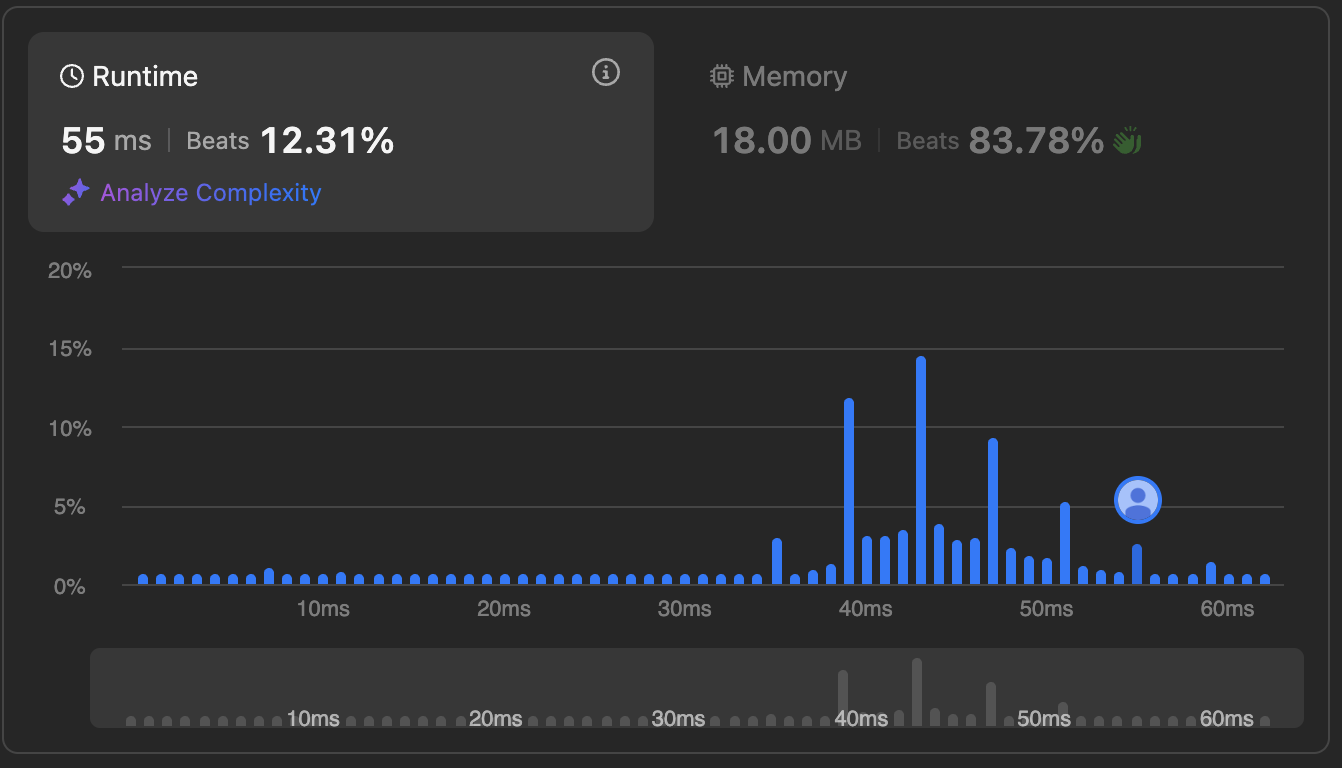 Runtime
55 ms | Beats 12.31%
Analyze Complexity
Memory
18.00 MB | Beats 83.78%
20%
15%
10%
5%
0%
10ms 20ms 30ms 40ms 50ms 60ms
10ms 20ms 30ms 40ms 50ms 60ms